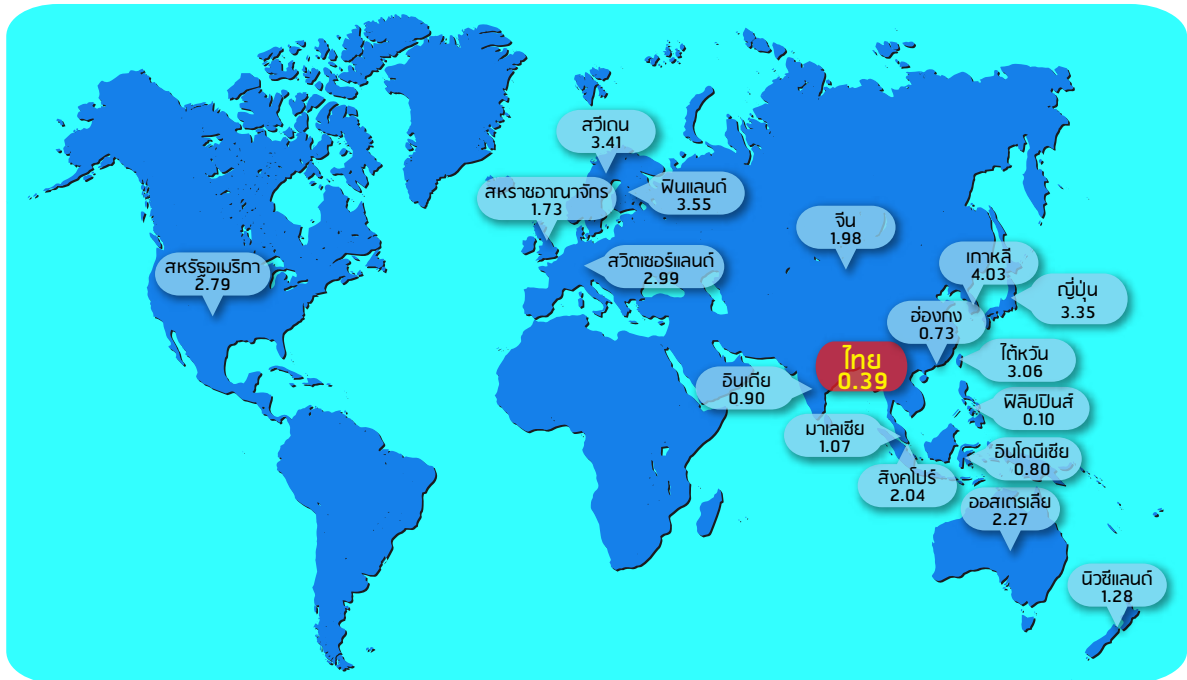 สวีเดน
3.41
สหราชอาณาจักร
1.73
ฟินแลนด์
3.55
จีน
1.98
สหรัฐอเมริกา
2.79
สวิตเซอร์แลนด์
2.99
เกาหลี
4.03
ญี่ปุ่น
3.35
ฮ่องกง
0.73
ไทย
0.39
ไต้หวัน
3.06
อินเดีย
0.90
ฟิลิปปินส์
0.10
มาเลเซีย
1.07
อินโดนีเซีย
0.80
สิงคโปร์
2.04
ออสเตรเลีย
2.27
นิวซีแลนด์
1.28